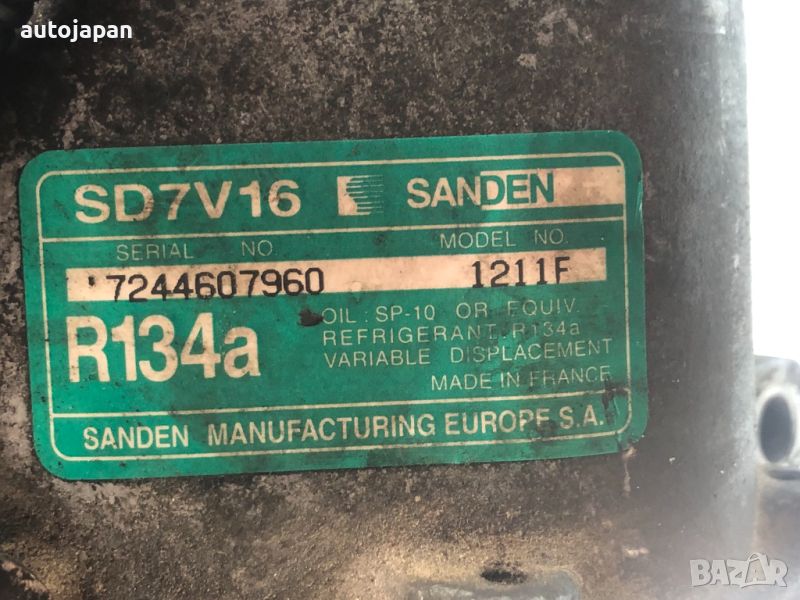 autojapan
SD7V16 SANDEN
SERIAL NO. MODEL NO.
7244607960 1211F
R134a
OIL: SP-10 OR EQUIV.
REFRIGERANT: R134a
VARIABLE DISPLACEMENT
MADE IN FRANCE
SANDEN MANUFACTURING EUROPE S.A.
BAZAR